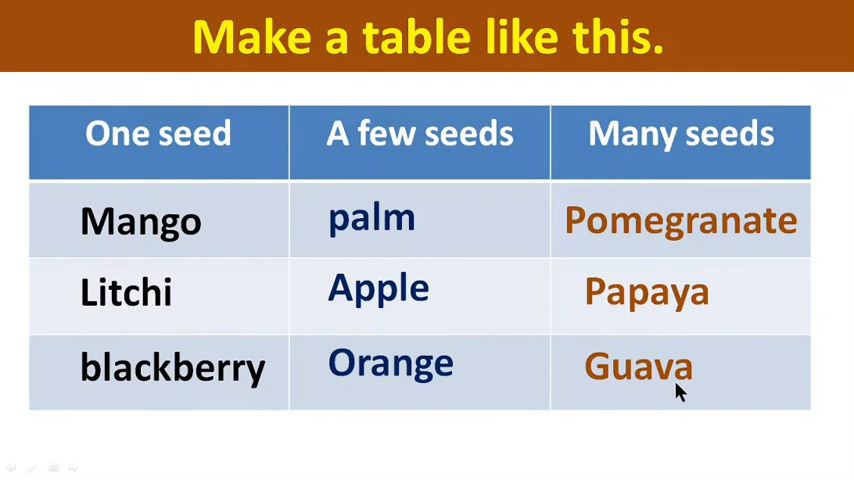 Make a table like this.
One seed A few seeds Many seeds
Mango palm Pomegranate
Litchi Apple Papaya
blackberry Orange Guava